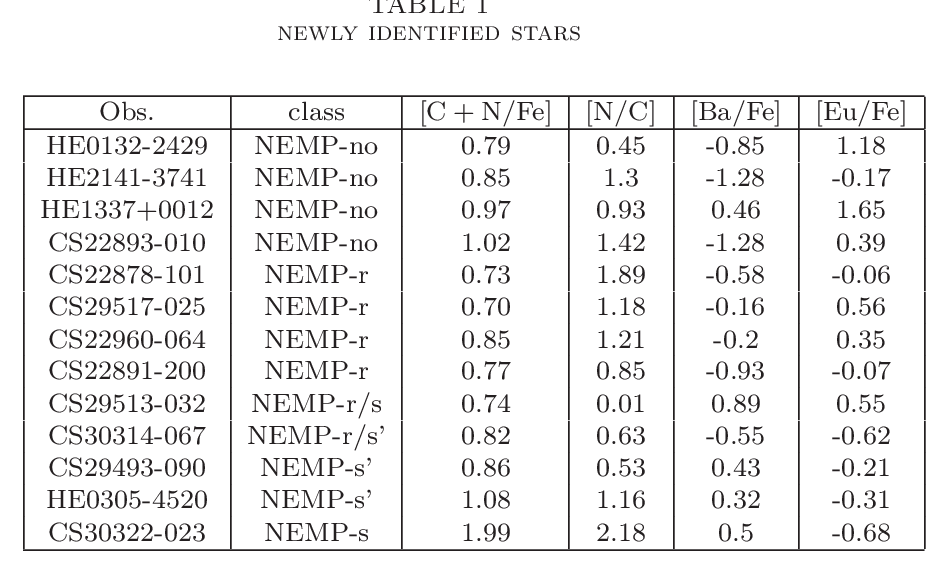 TABLE 1
NEWLY IDENTIFIED STARS
Obs. class [C + N/Fe] [N/C] [Ba/Fe] [Eu/Fe]
HE0132-2429 NEMP-no 0.79 0.45 -0.85 1.18
HE2141-3741 NEMP-no 0.85 1.3 -1.28 -0.17
HE1337+0012 NEMP-no 0.97 0.93 0.46 1.65
CS22893-010 NEMP-no 1.02 1.42 -1.28 0.39
CS22878-101 NEMP-r 0.73 1.89 -0.58 -0.06
CS29517-025 NEMP-r 0.70 1.18 -0.16 0.56
CS22960-064 NEMP-r 0.85 1.21 -0.2 0.35
CS22891-200 NEMP-r 0.77 0.85 -0.93 -0.07
CS29513-032 NEMP-r/s 0.74 0.01 0.89 0.55
CS30314-067 NEMP-r/s' 0.82 0.63 -0.55 -0.62
CS29493-090 NEMP-s' 0.86 0.53 0.43 -0.21
HE0305-4520 NEMP-s' 1.08 1.16 0.32 -0.31
CS30322-023 NEMP-s 1.99 2.18 0.5 -0.68